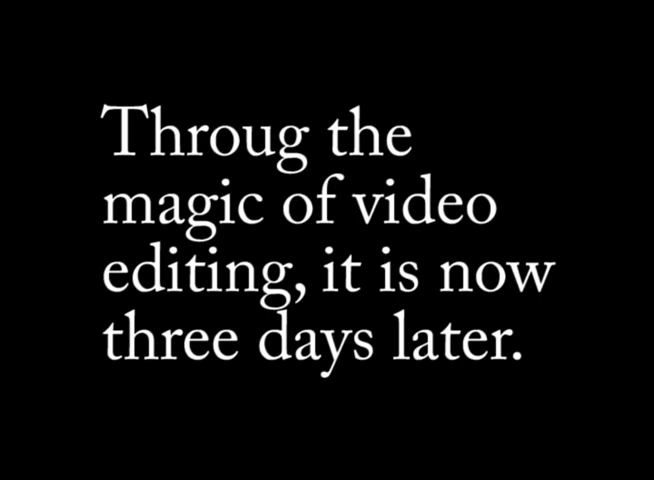 Throug the
magic of video
editing, it is now
three days later.